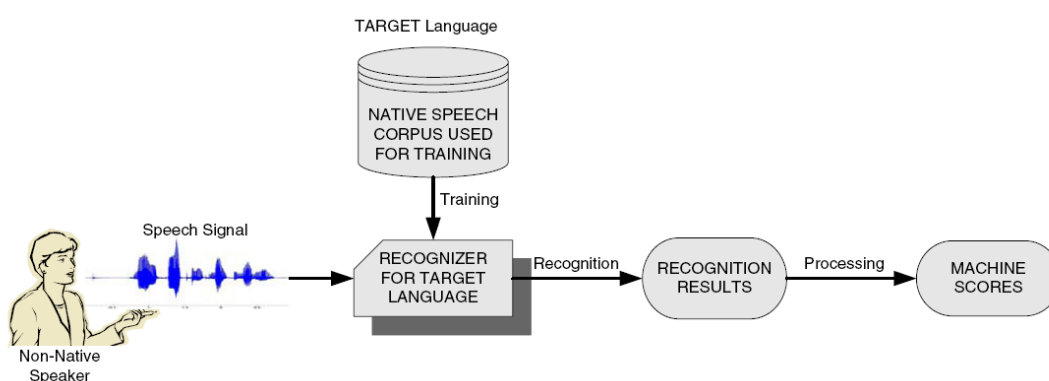 TARGET Language
NATIVE SPEECH
CORPUS USED
FOR TRAINING
Training
Speech Signal
RECOGNIZER
FOR TARGET
LANGUAGE
Recognition
RECOGNITION
RESULTS
Processing
MACHINE
SCORES
Non-Native
Speaker